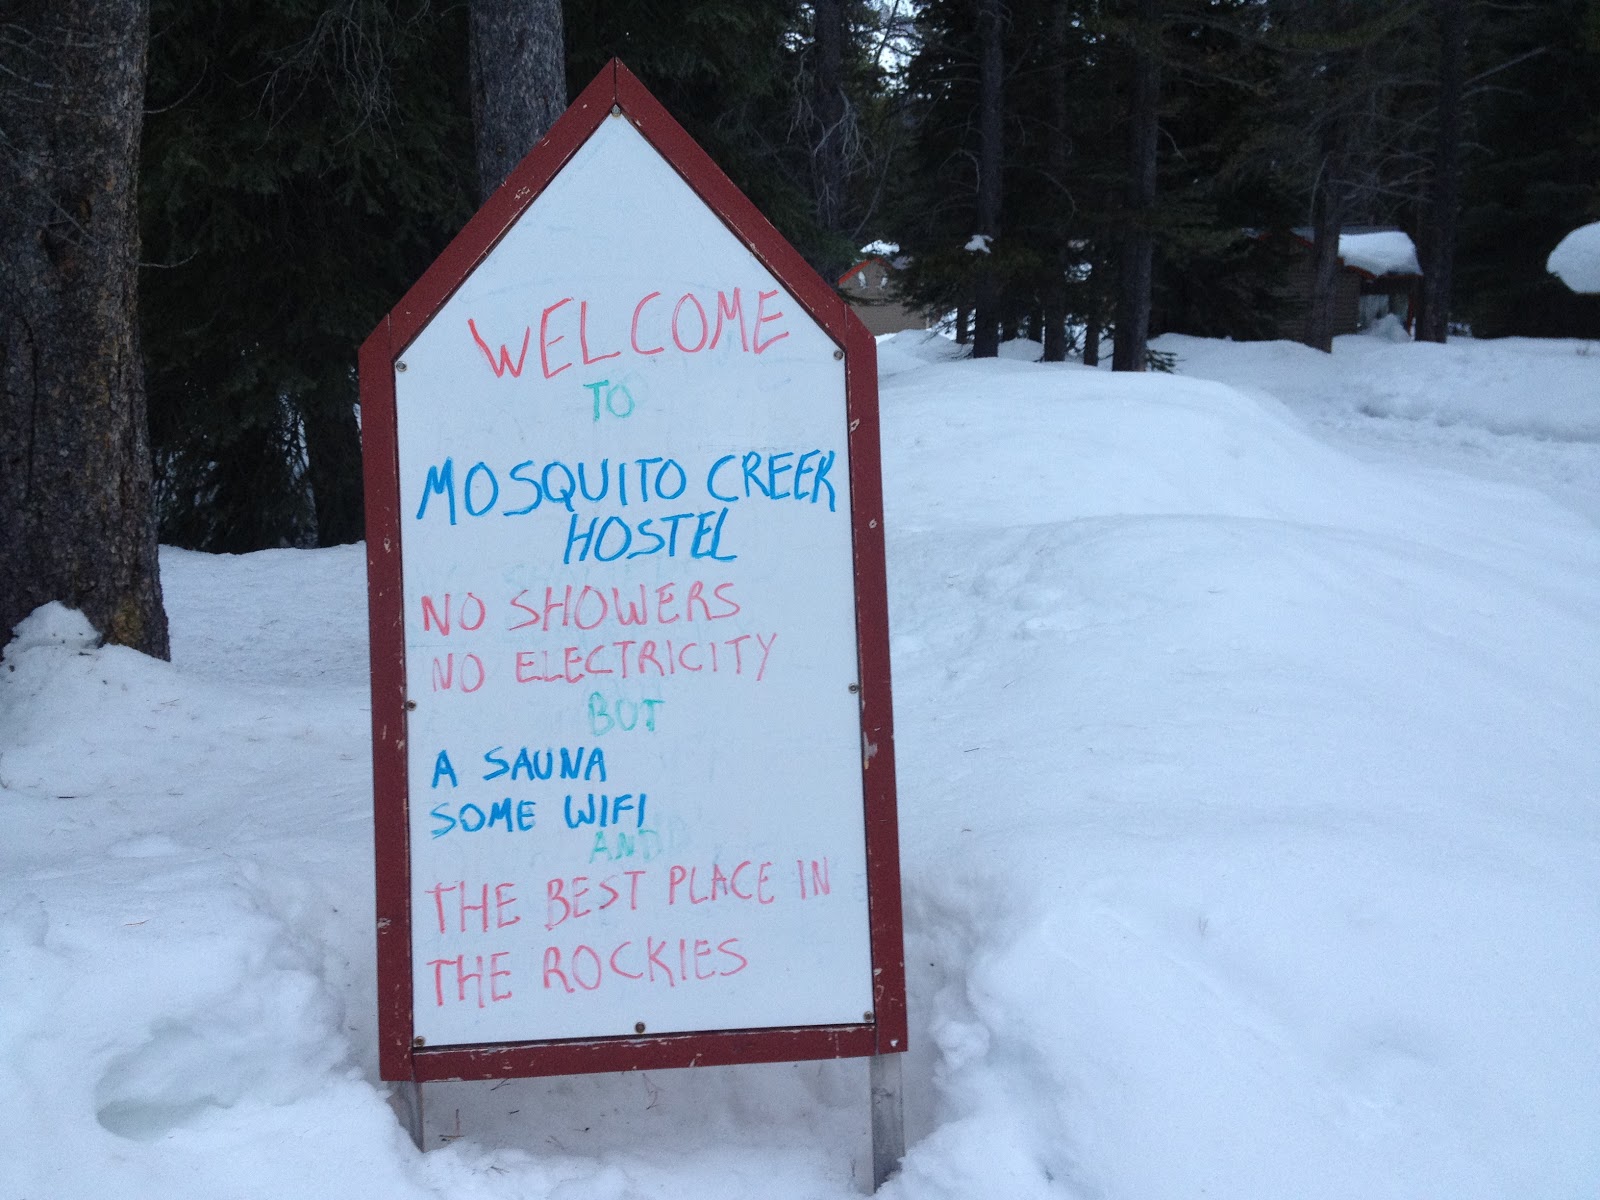 WELCOME
TO
MOSQUITO CREEK
HOSTEL
NO SHOWERS
NO ELECTRICITY
BUT
A SAUNA
SOME WIFI
AND
THE BEST PLACE IN
THE ROCKIES